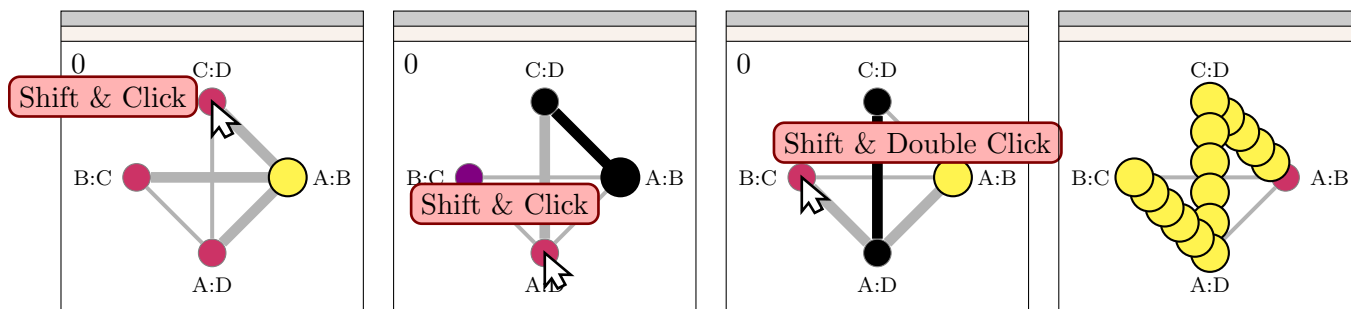 0
C:D
Shift & Click
B:C
A:B
A:D
0
C:D
B:C
A:B
Shift & Click
A:D
0
C:D
Shift & Double Click
B:C
A:B
A:D
C:D
B:C
A:B
A:D